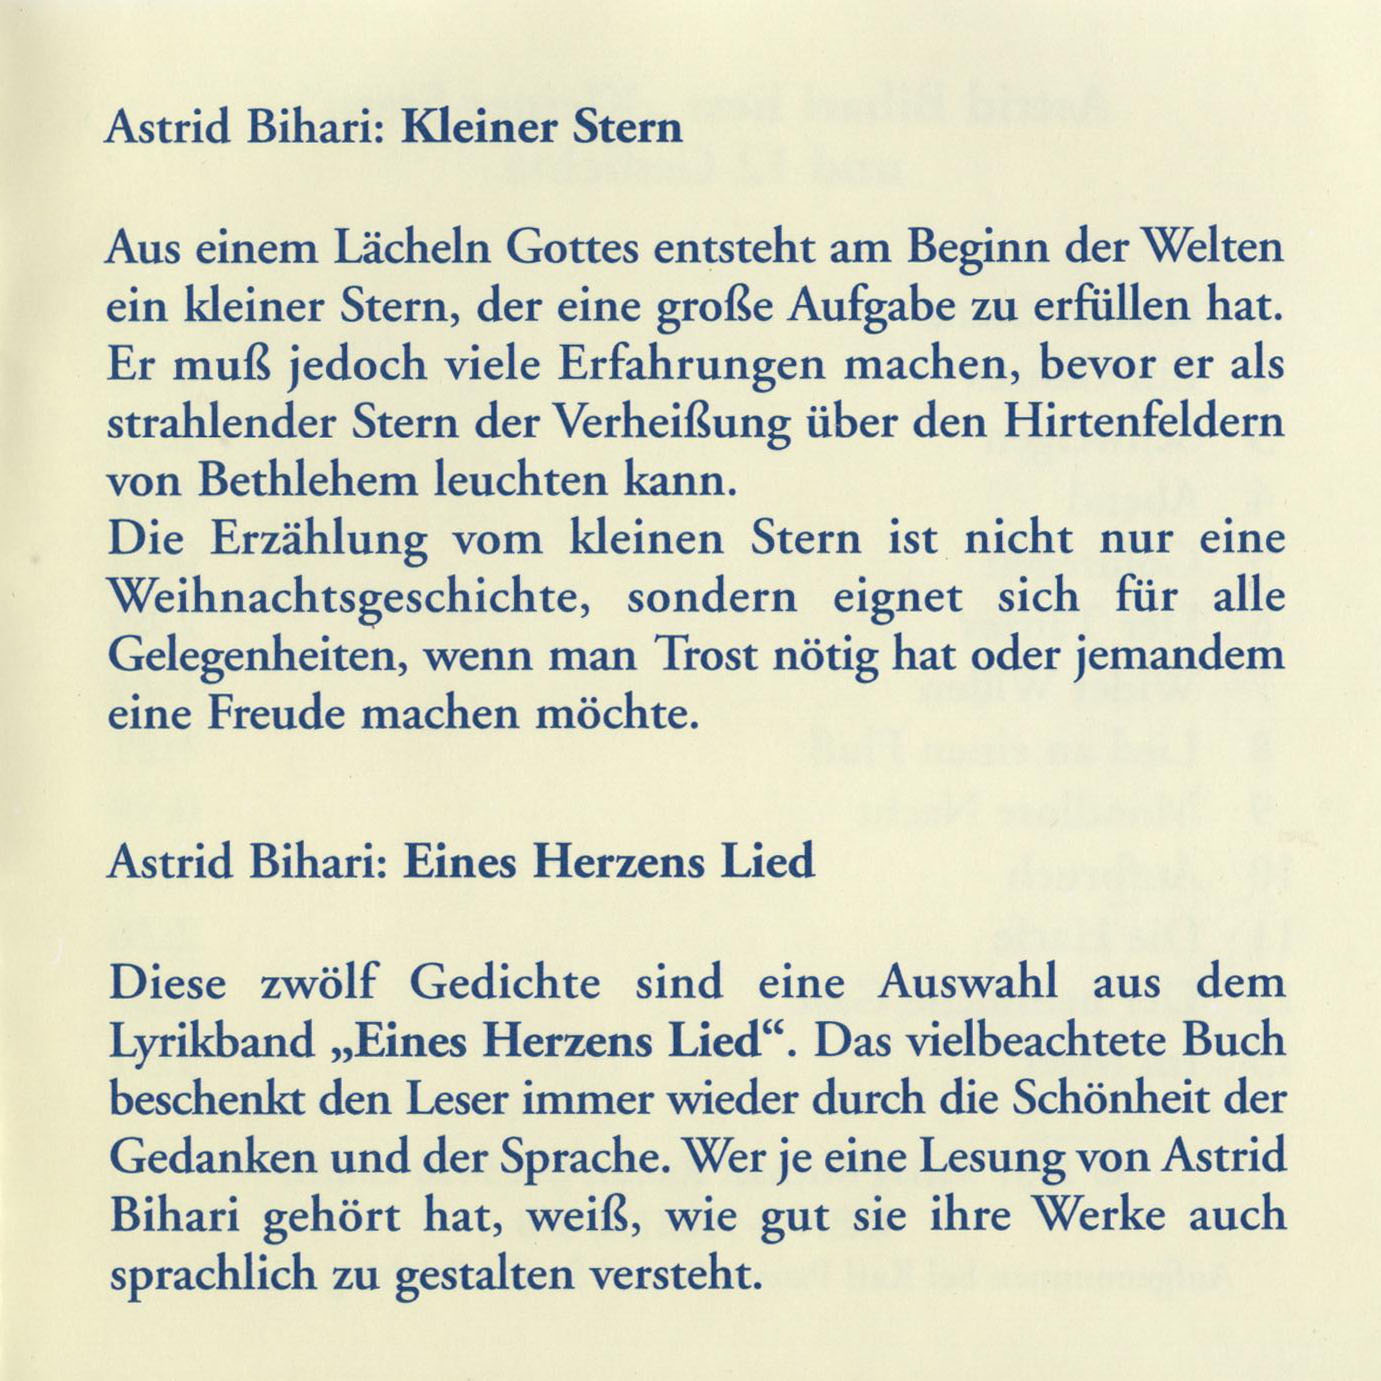 Astrid Bihari: Kleiner Stern
Aus einem Lächeln Gottes entsteht am Beginn der Welten
ein kleiner Stern, der eine große Aufgabe zu erfüllen hat.
Er muß jedoch viele Erfahrungen machen, bevor er als
strahlender Stern der Verheißung über den Hirtenfeldern
von Bethlehem leuchten kann.
Die Erzählung vom kleinen Stern ist nicht nur eine
Weihnachtsgeschichte, sondern eignet sich für alle
Gelegenheiten, wenn man Trost nötig hat oder jemandem
eine Freude machen möchte.
Astrid Bihari: Eines Herzens Lied
Diese zwölf Gedichte sind eine Auswahl aus dem
Lyrikband „Eines Herzens Lied“. Das vielbeachtete Buch
beschenkt den Leser immer wieder durch die Schönheit der
Gedanken und der Sprache. Wer je eine Lesung von Astrid
Bihari gehört hat, weiß, wie gut sie ihre Werke auch
sprachlich zu gestalten versteht.